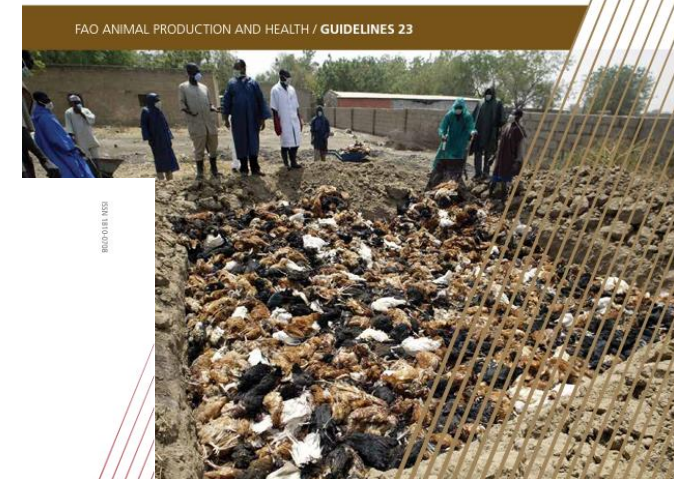 FAO ANIMAL PRODUCTION AND HEALTH / GUIDELINES 23
ISSN 1810-0708